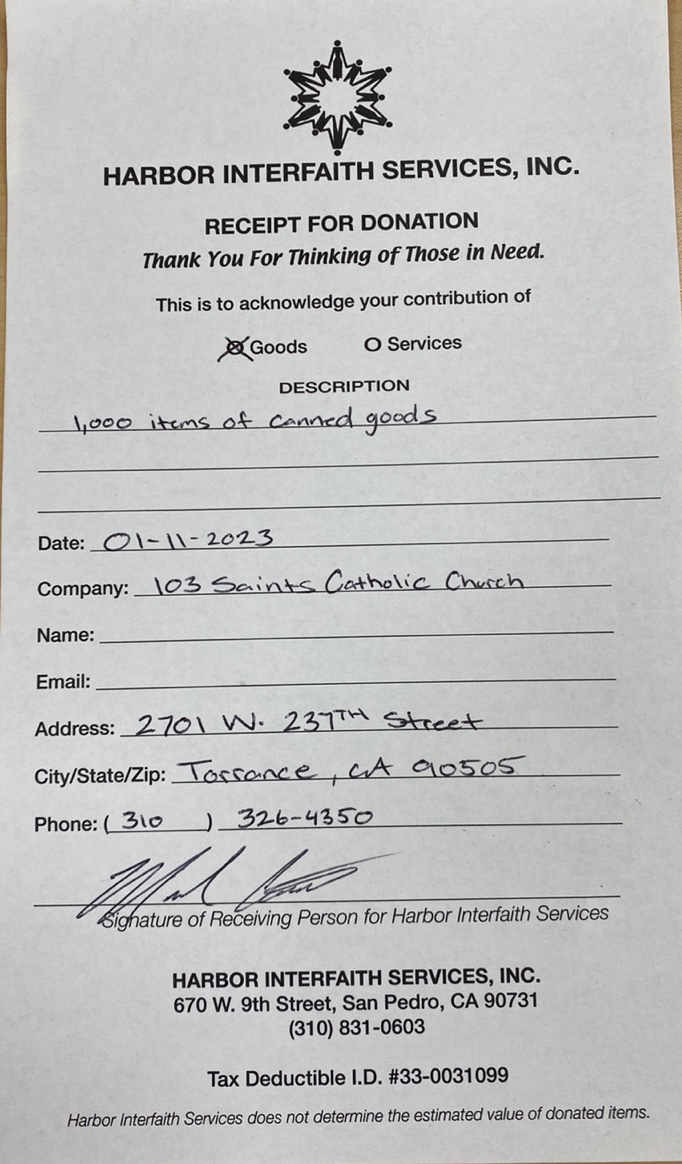 HARBOR INTERFAITH SERVICES, INC.
RECEIPT FOR DONATION
Thank You For Thinking of Those in Need.
This is to acknowledge your contribution of
Goods O Services
DESCRIPTION
1,000 items of canned goods
Date: 01-11-2023
Company: 103 Saints Catholic Church
Name:
Email:
Address: 2701 W. 237TH Street
City/State/Zip: Torrance, CA 90505
Phone: (310) 326-4350
Signature of Receiving Person for Harbor Interfaith Services
HARBOR INTERFAITH SERVICES, INC.
670 W. 9th Street, San Pedro, CA 90731
(310) 831-0603
Tax Deductible I.D. #33-0031099
Harbor Interfaith Services does not determine the estimated value of donated items.